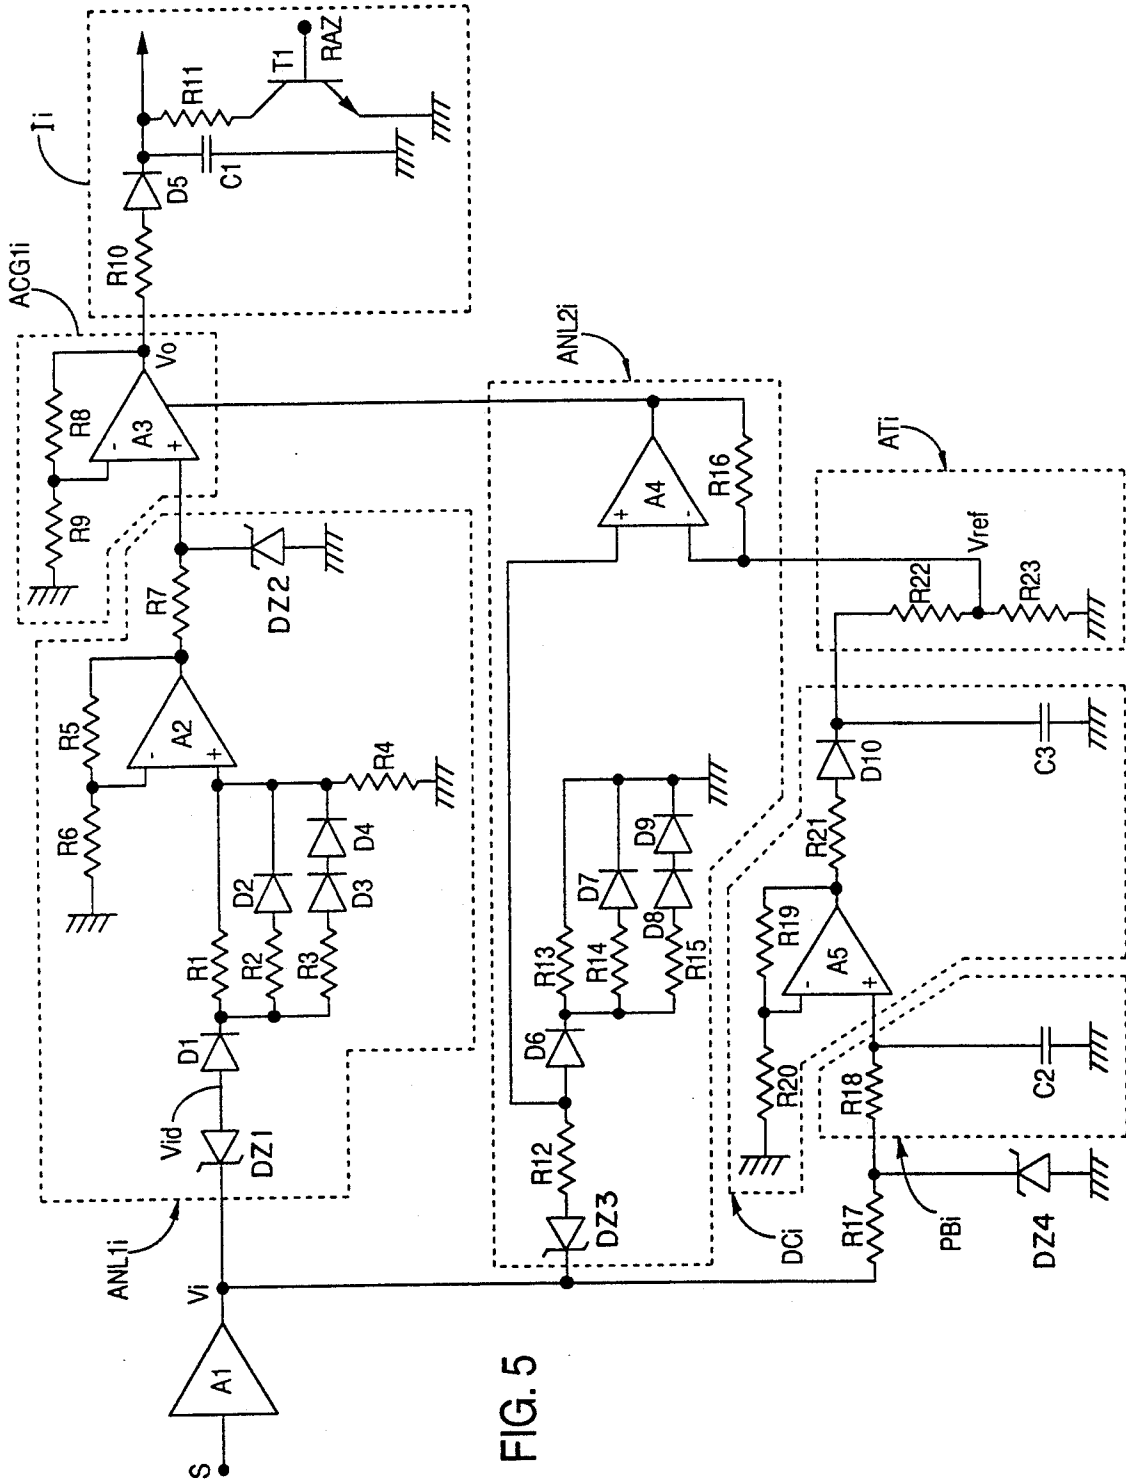 S
A1
Vi
ANL1i
DZ1
Vid
D1
R1
R2
R3
D2
D3
D4
R4
R6
R5
-
+
A2
R7
DZ2
R9
R8
-
+
A3
Vo
ACG1i
R10
D5
C1
R11
T1
RAZ
Ii
DZ3
R12
D6
R13
R14
R15
D7
D8
D9
+
-
A4
R16
ANL2i
R17
DZ4
PBi
R18
C2
DCi
R20
R19
-
+
A5
R21
D10
C3
R22
R23
Vref
ATi
FIG. 5